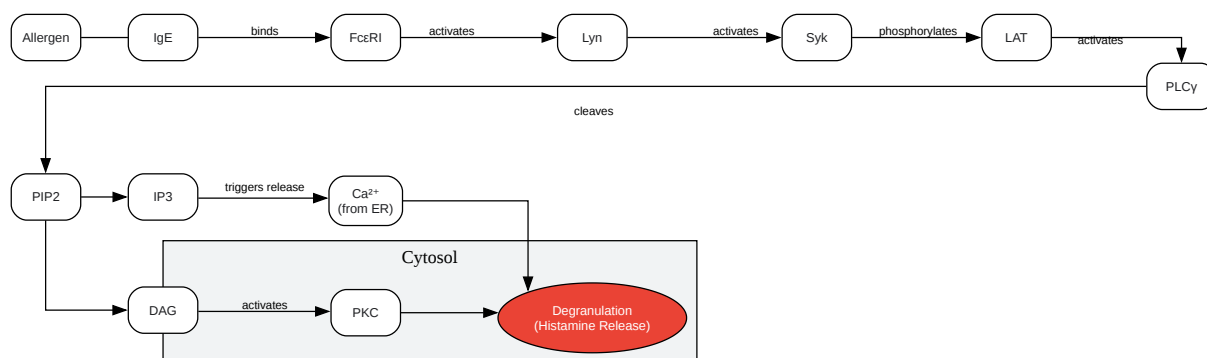 Allergen
IgE
binds
FcεRI
activates
Lyn
activates
Syk
phosphorylates
LAT
activates
PLCγ
cleaves
PIP2
IP3
triggers release
Ca²⁺
(from ER)
Cytosol
DAG
activates
PKC
Degranulation
(Histamine Release)